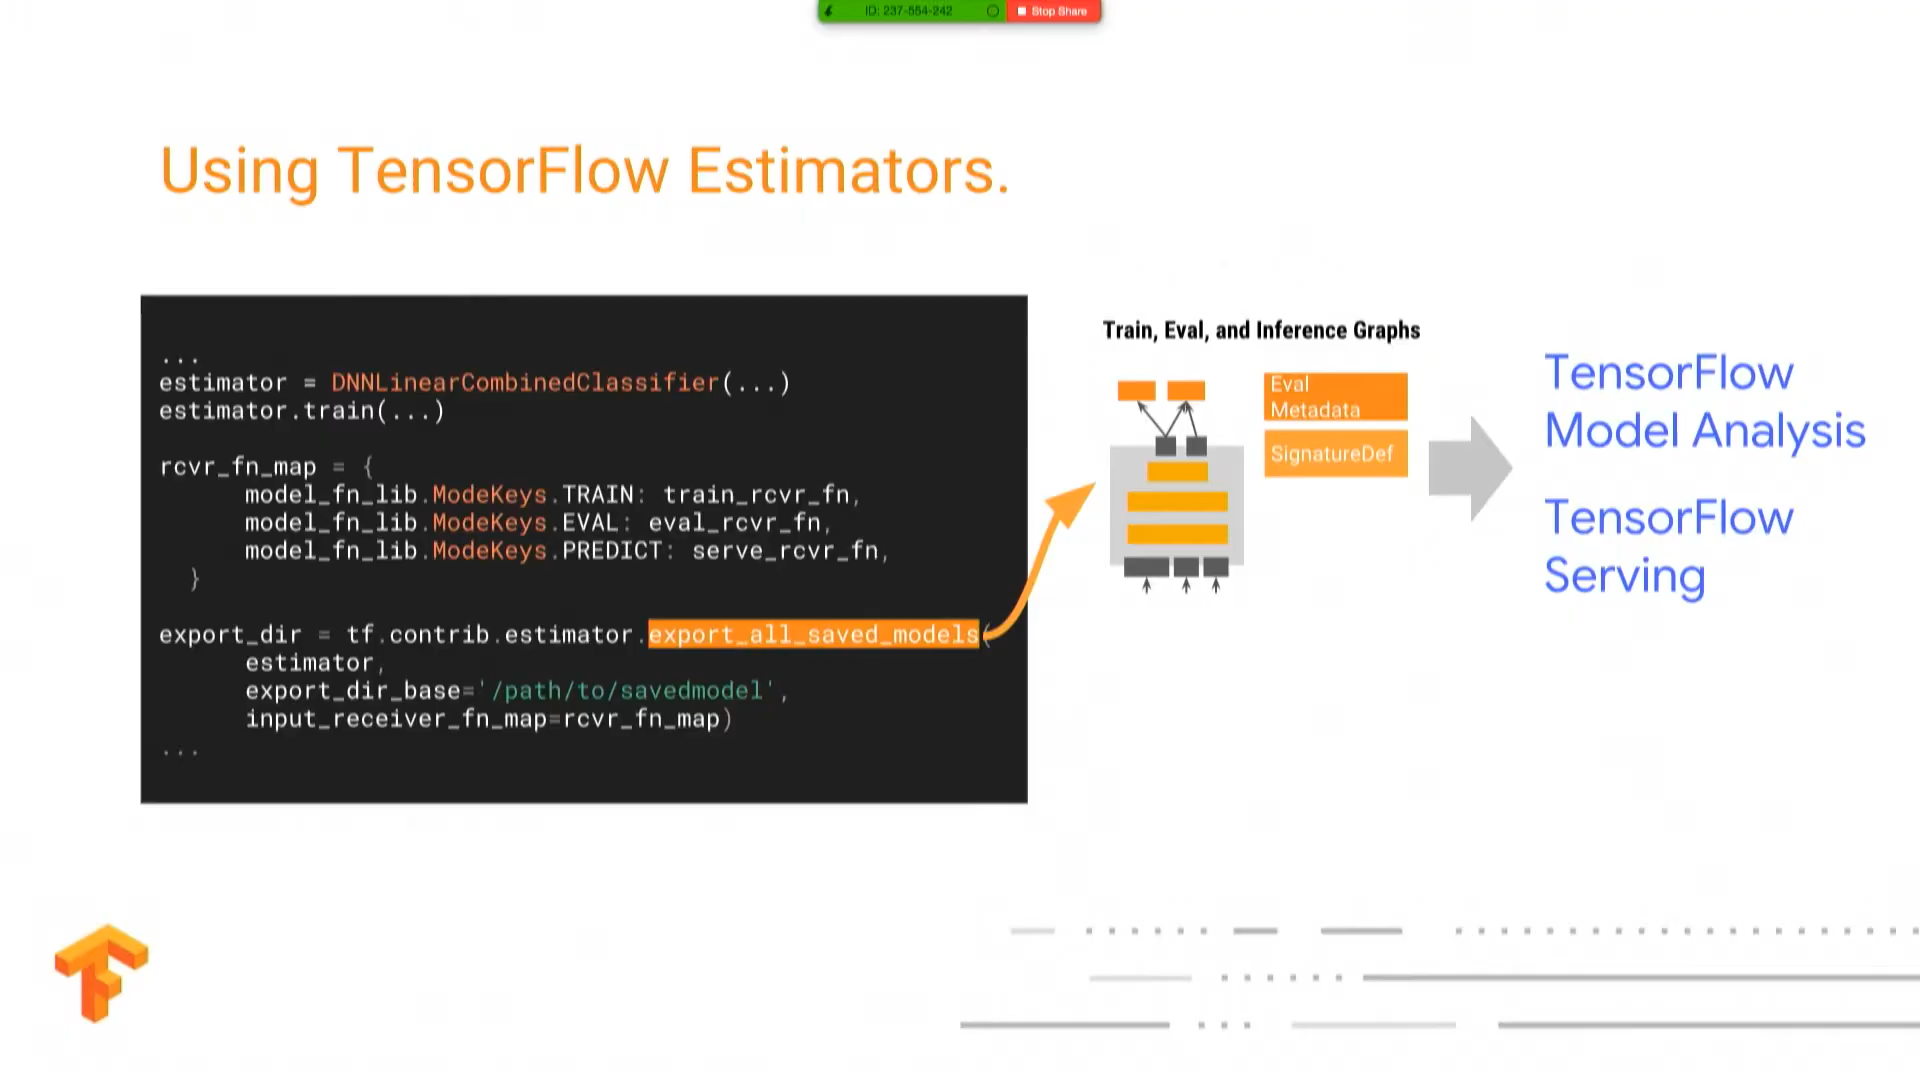 ID: 237-554-242
Stop Share
Using TensorFlow Estimators.
...
estimator = DNNLinearCombinedClassifier(...)
estimator.train(...)
rcvr_fn_map = {
model_fn_lib.ModeKeys.TRAIN: train_rcvr_fn,
model_fn_lib.ModeKeys.EVAL: eval_rcvr_fn,
model_fn_lib.ModeKeys.PREDICT: serve_rcvr_fn,
}
export_dir = tf.contrib.estimator.export_all_saved_models(
estimator,
export_dir_base='/path/to/savedmodel',
input_receiver_fn_map=rcvr_fn_map)
...
Train, Eval, and Inference Graphs
Eval
Metadata
SignatureDef
TensorFlow
Model Analysis
TensorFlow
Serving